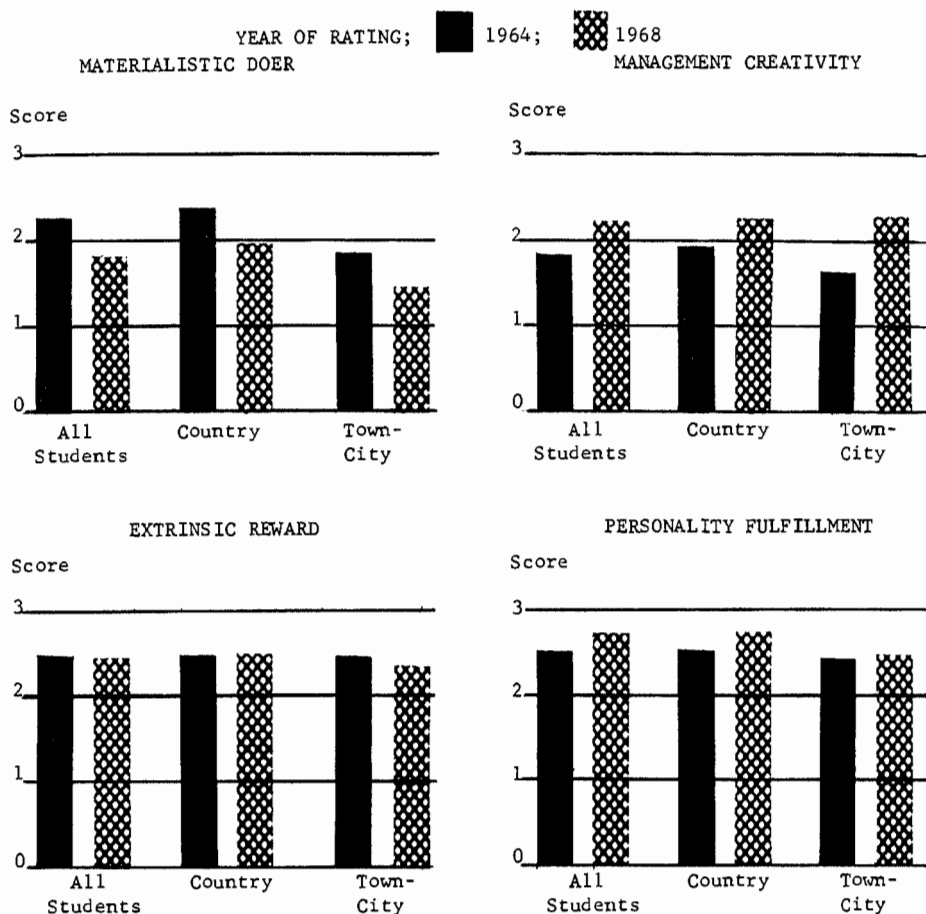 YEAR OF RATING; 1964; 1968
MATERIALISTIC DOER
Score
3
2
1
0
All Students
Country
Town-City
MANAGEMENT CREATIVITY
3
2
1
0
All Students
Country
Town-City
EXTRINSIC REWARD
Score
3
2
1
0
All Students
Country
Town-City
PERSONALITY FULFILLMENT
Score
3
2
1
0
All Students
Country
Town-City